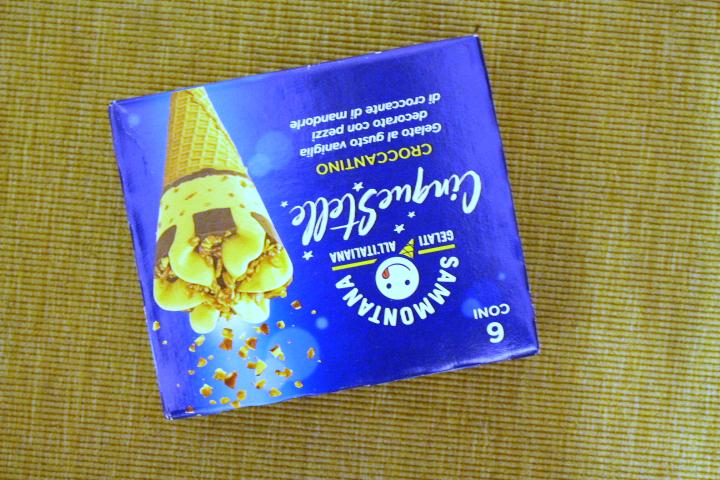 6
CONI
SAMMONTANA
GELATI
ALL'ITALIANA
CinqueStelle
CROCCANTINO
Gelato al gusto vaniglia
decorato con pezzi
di croccante di mandorle